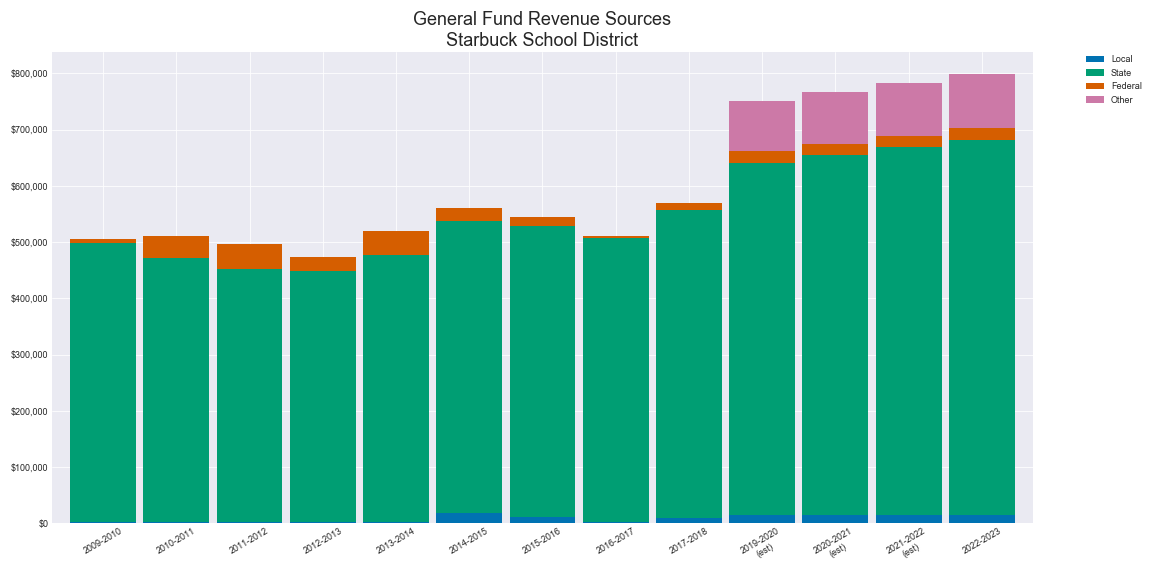 General Fund Revenue Sources
Starbuck School District
Local
State
Federal
Other
$800,000
$700,000
$600,000
$500,000
$400,000
$300,000
$200,000
$100,000
$0
2009-2010
2010-2011
2011-2012
2012-2013
2013-2014
2014-2015
2015-2016
2016-2017
2017-2018
2019-2020
(est)
2020-2021
(est)
2021-2022
(est)
2022-2023